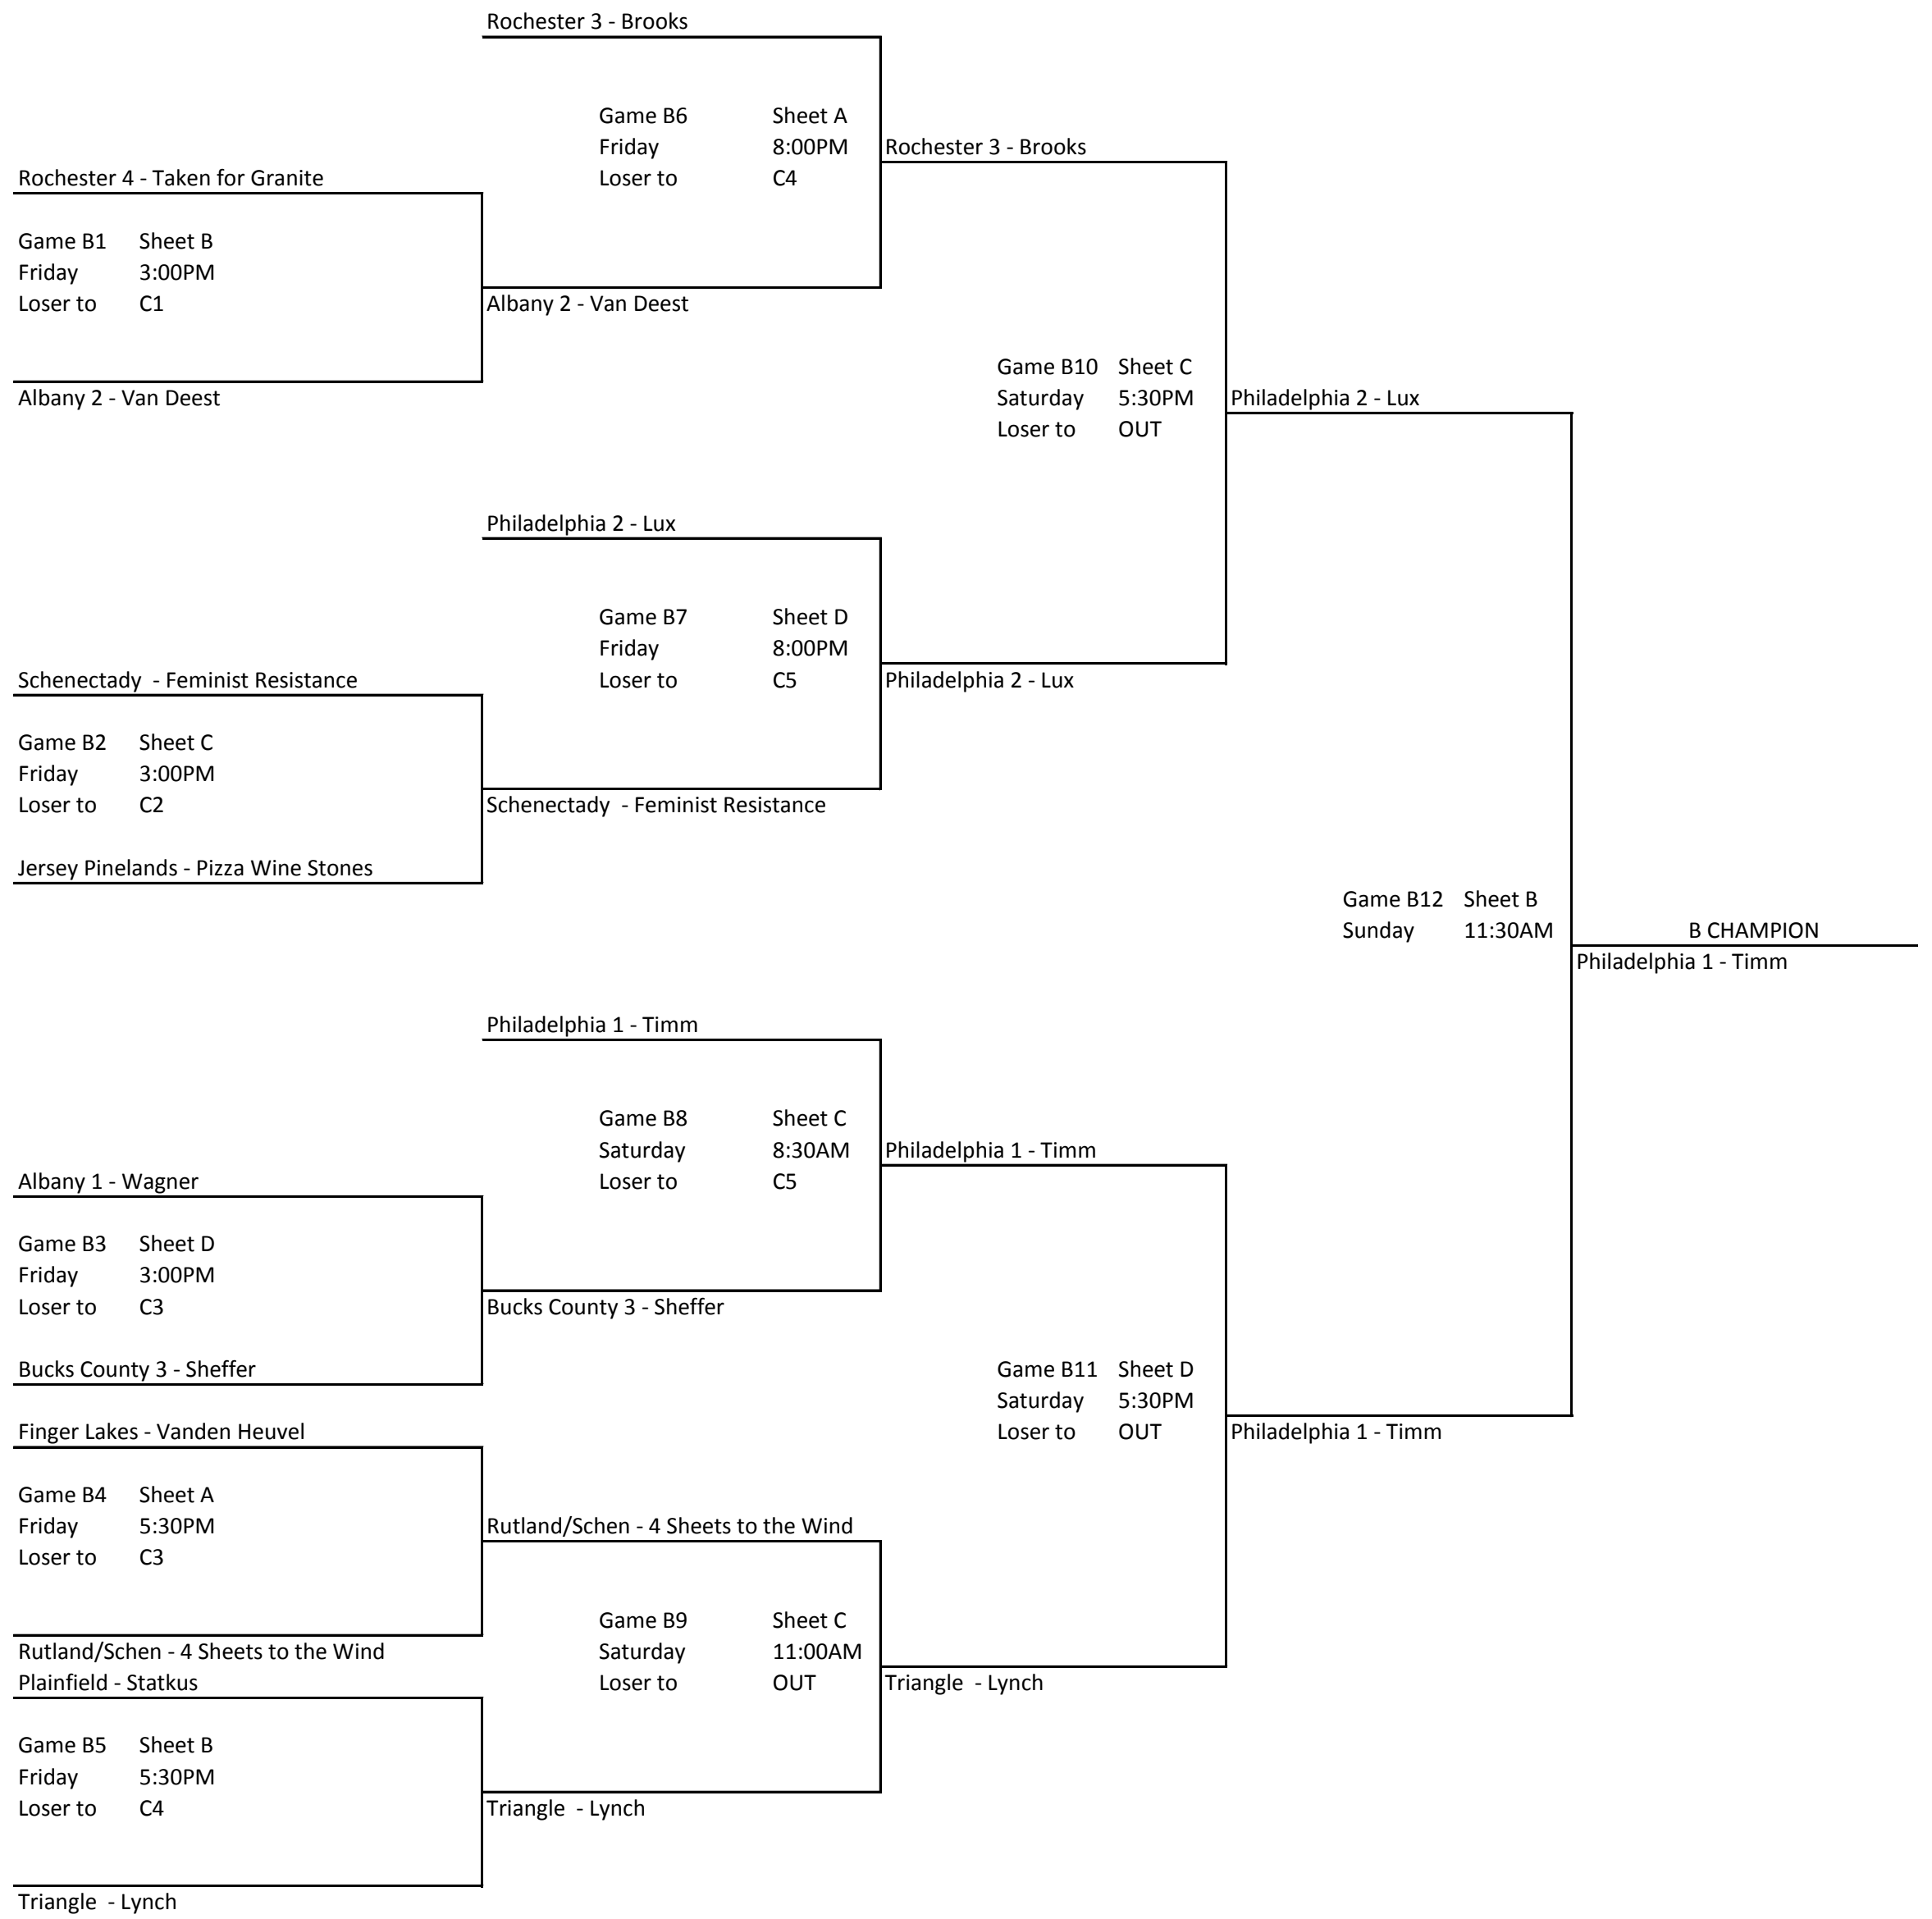 Rochester 3 - Brooks
Game B6 Sheet A
Friday 8:00PM
Loser to C4
Rochester 3 - Brooks
Rochester 4 - Taken for Granite
Game B1 Sheet B
Friday 3:00PM
Loser to C1
Albany 2 - Van Deest
Albany 2 - Van Deest
Game B10 Sheet C
Saturday 5:30PM
Loser to OUT
Philadelphia 2 - Lux
Philadelphia 2 - Lux
Game B7 Sheet D
Friday 8:00PM
Loser to C5
Philadelphia 2 - Lux
Schenectady  - Feminist Resistance
Game B2 Sheet C
Friday 3:00PM
Loser to C2
Schenectady  - Feminist Resistance
Jersey Pinelands - Pizza Wine Stones
Game B12 Sheet B
Sunday 11:30AM
B CHAMPION
Philadelphia 1 - Timm
Philadelphia 1 - Timm
Game B8 Sheet C
Saturday 8:30AM
Loser to C5
Philadelphia 1 - Timm
Albany 1 - Wagner
Game B3 Sheet D
Friday 3:00PM
Loser to C3
Bucks County 3 - Sheffer
Bucks County 3 - Sheffer
Game B11 Sheet D
Saturday 5:30PM
Loser to OUT
Philadelphia 1 - Timm
Finger Lakes - Vanden Heuvel
Game B4 Sheet A
Friday 5:30PM
Loser to C3
Rutland/Schen - 4 Sheets to the Wind
Rutland/Schen - 4 Sheets to the Wind
Game B9 Sheet C
Saturday 11:00AM
Loser to OUT
Triangle  - Lynch
Plainfield - Statkus
Game B5 Sheet B
Friday 5:30PM
Loser to C4
Triangle  - Lynch
Triangle  - Lynch